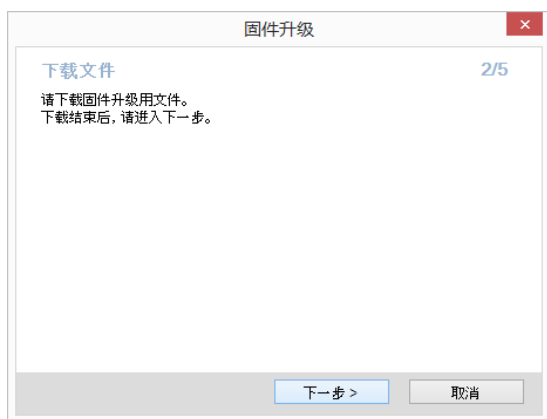 固件升级
下载文件 2/5
请下载固件升级用文件。
下载结束后,请进入下一步。
下一步 > 取消